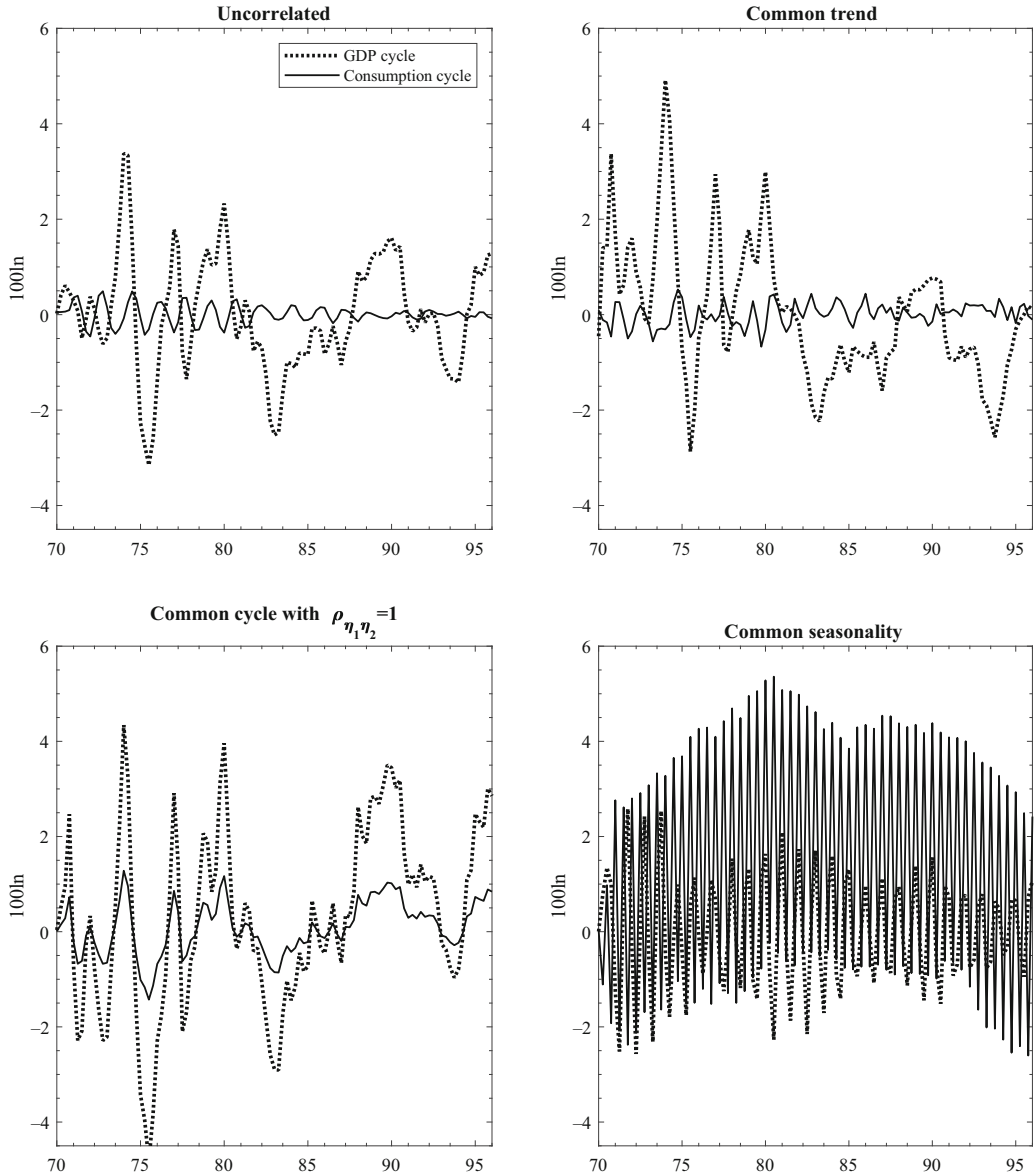 Uncorrelated
6
4
2
0
–2
–4
100ln
GDP cycle
Consumption cycle
70 75 80 85 90 95
Common trend
6
4
2
0
–2
–4
100ln
70 75 80 85 90 95
Common cycle with ρη1η2=1
6
4
2
0
–2
–4
100ln
70 75 80 85 90 95
Common seasonality
6
4
2
0
–2
–4
100ln
70 75 80 85 90 95